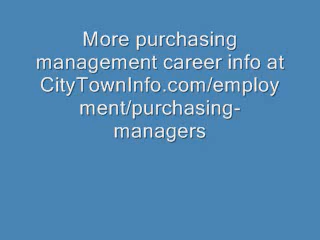 More purchasing
management career info at
CityTownInfo.com/employ
ment/purchasing-
managers